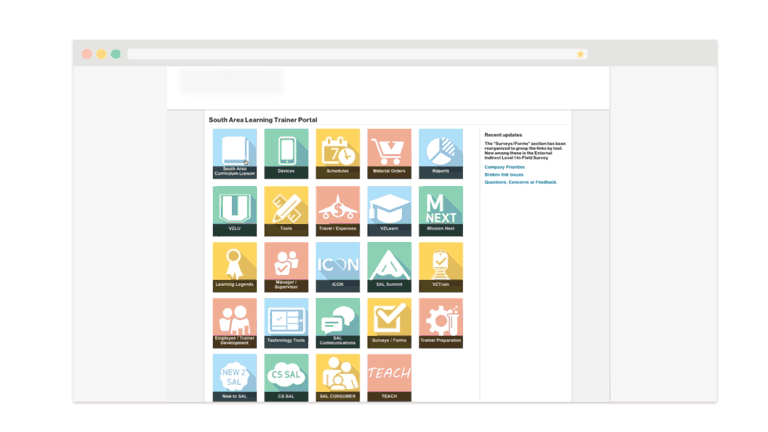 South Area Learning Trainer Portal
South Area
Curriculum Liaison
Devices
7
Schedules
Material Orders
Reports
Recent updates
The "Surveys/Forms" section has been
reorganized to group the links by tool.
New among these is the External
Indirect Level 1 In-Field Survey
Company Priorities
Broken link issues
Questions, Concerns or Feedback.
U
VZLU
Tools
$
Travel / Expenses
VZLearn
M
NEXT
Mission Next
Learning Legends
Manager /
Supervisor
ICON
ICON
SAL Summit
VZTrain
Employee / Trainer
Development
Technology Tools
SAL
Communications
Surveys / Forms
Trainer Preparation
NEW 2
SAL
New to SAL
CS SAL
CS SAL
SAL CONSUMER
TEACH
TEACH